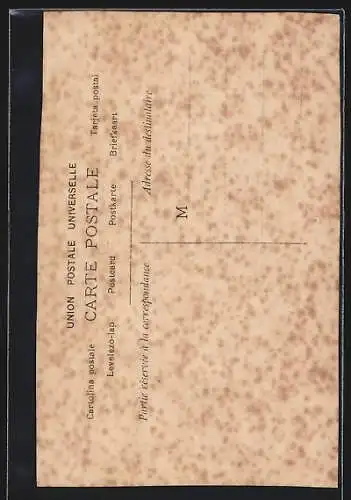 UNION POSTALE UNIVERSELLE
Cartolina postale CARTE POSTALE Tarjeta postal
Levelezo-lap Postcard Postkarte Briefkaart
Partie réservée à la correspondance Adresse du destinataire
M